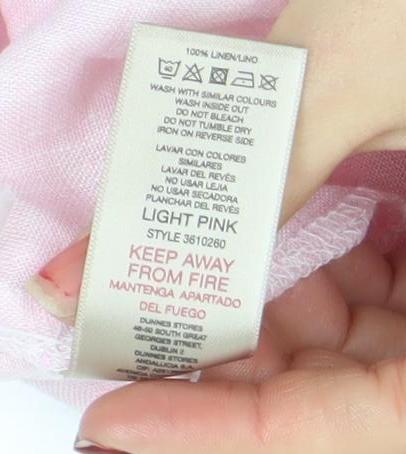 100% LINEN/LINO
40
WASH WITH SIMILAR COLOURS
WASH INSIDE OUT
DO NOT BLEACH
DO NOT TUMBLE DRY
IRON ON REVERSE SIDE
LAVAR CON COLORES
SIMILARES
LAVAR DEL REVÉS
NO USAR LEJIA
NO USAR SECADORA
PLANCHAR DEL REVÉS
LIGHT PINK
STYLE 3610260
KEEP AWAY
FROM FIRE
MANTENGA APARTADO
DEL FUEGO
DUNNES STORES
46-50 SOUTH GREAT
GEORGES STREET,
DUBLIN 2
DUNNES STORES
ANDALUCIA S.A.